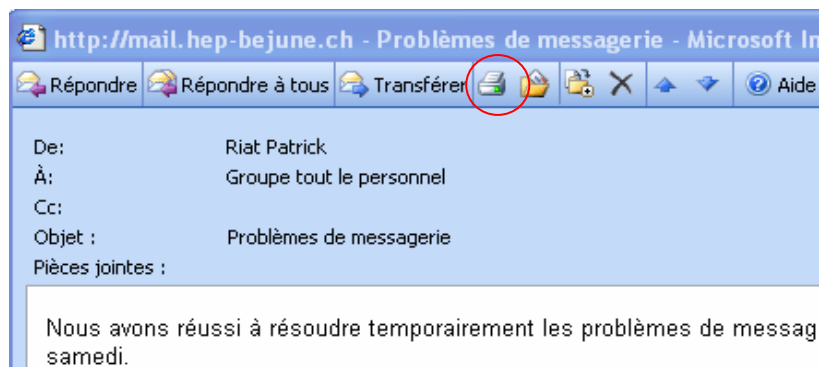 http://mail.hep-bejune.ch - Problèmes de messagerie - Microsoft In
Répondre Répondre à tous Transférer Aide
De: Riat Patrick
À: Groupe tout le personnel
Cc:
Objet : Problèmes de messagerie
Pièces jointes :
Nous avons réussi à résoudre temporairement les problèmes de messag
samedi.